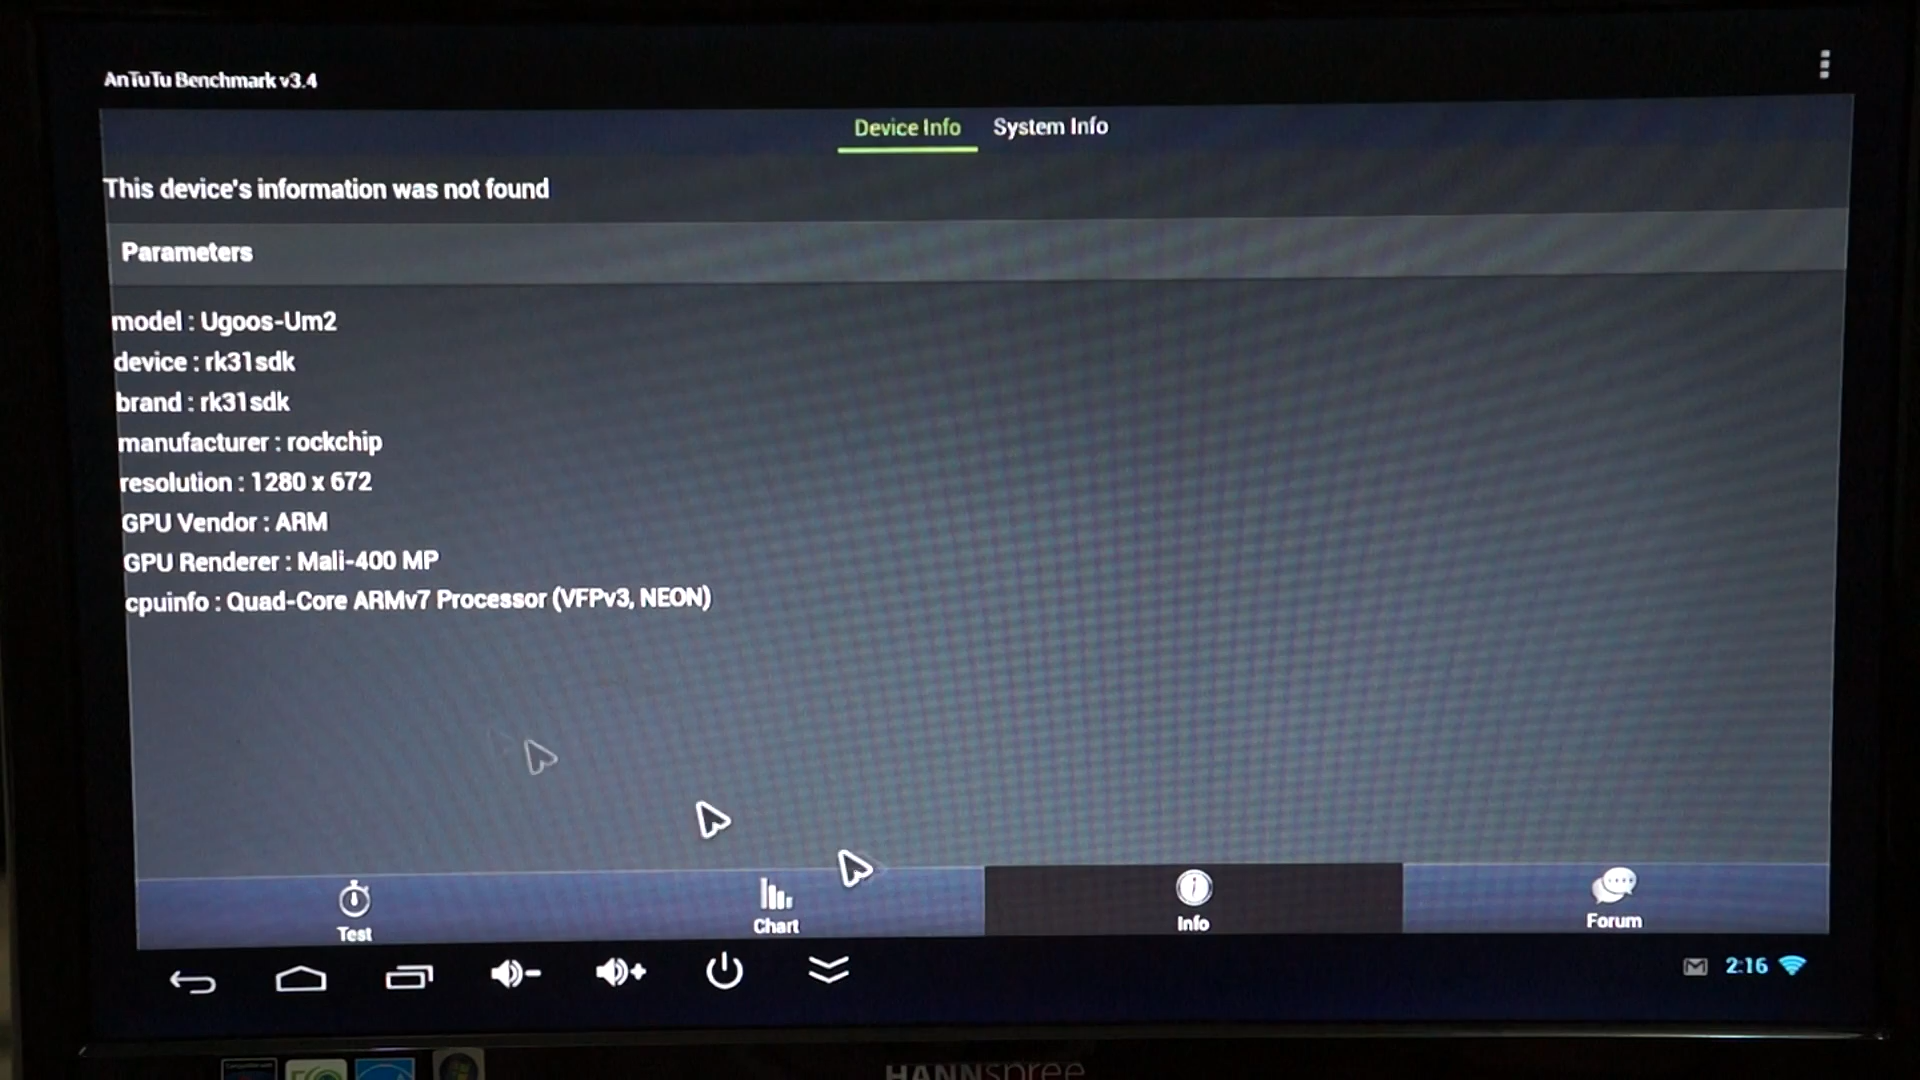 AnTuTu Benchmark v3.4
Device Info
System Info
This device's information was not found
Parameters
model : Ugoos-Um2
device : rk31sdk
brand : rk31sdk
manufacturer : rockchip
resolution : 1280 x 672
GPU Vendor : ARM
GPU Renderer : Mali-400 MP
cpuinfo : Quad-Core ARMv7 Processor (VFPv3, NEON)
Test
Chart
Info
Forum
2:16
HANNspree